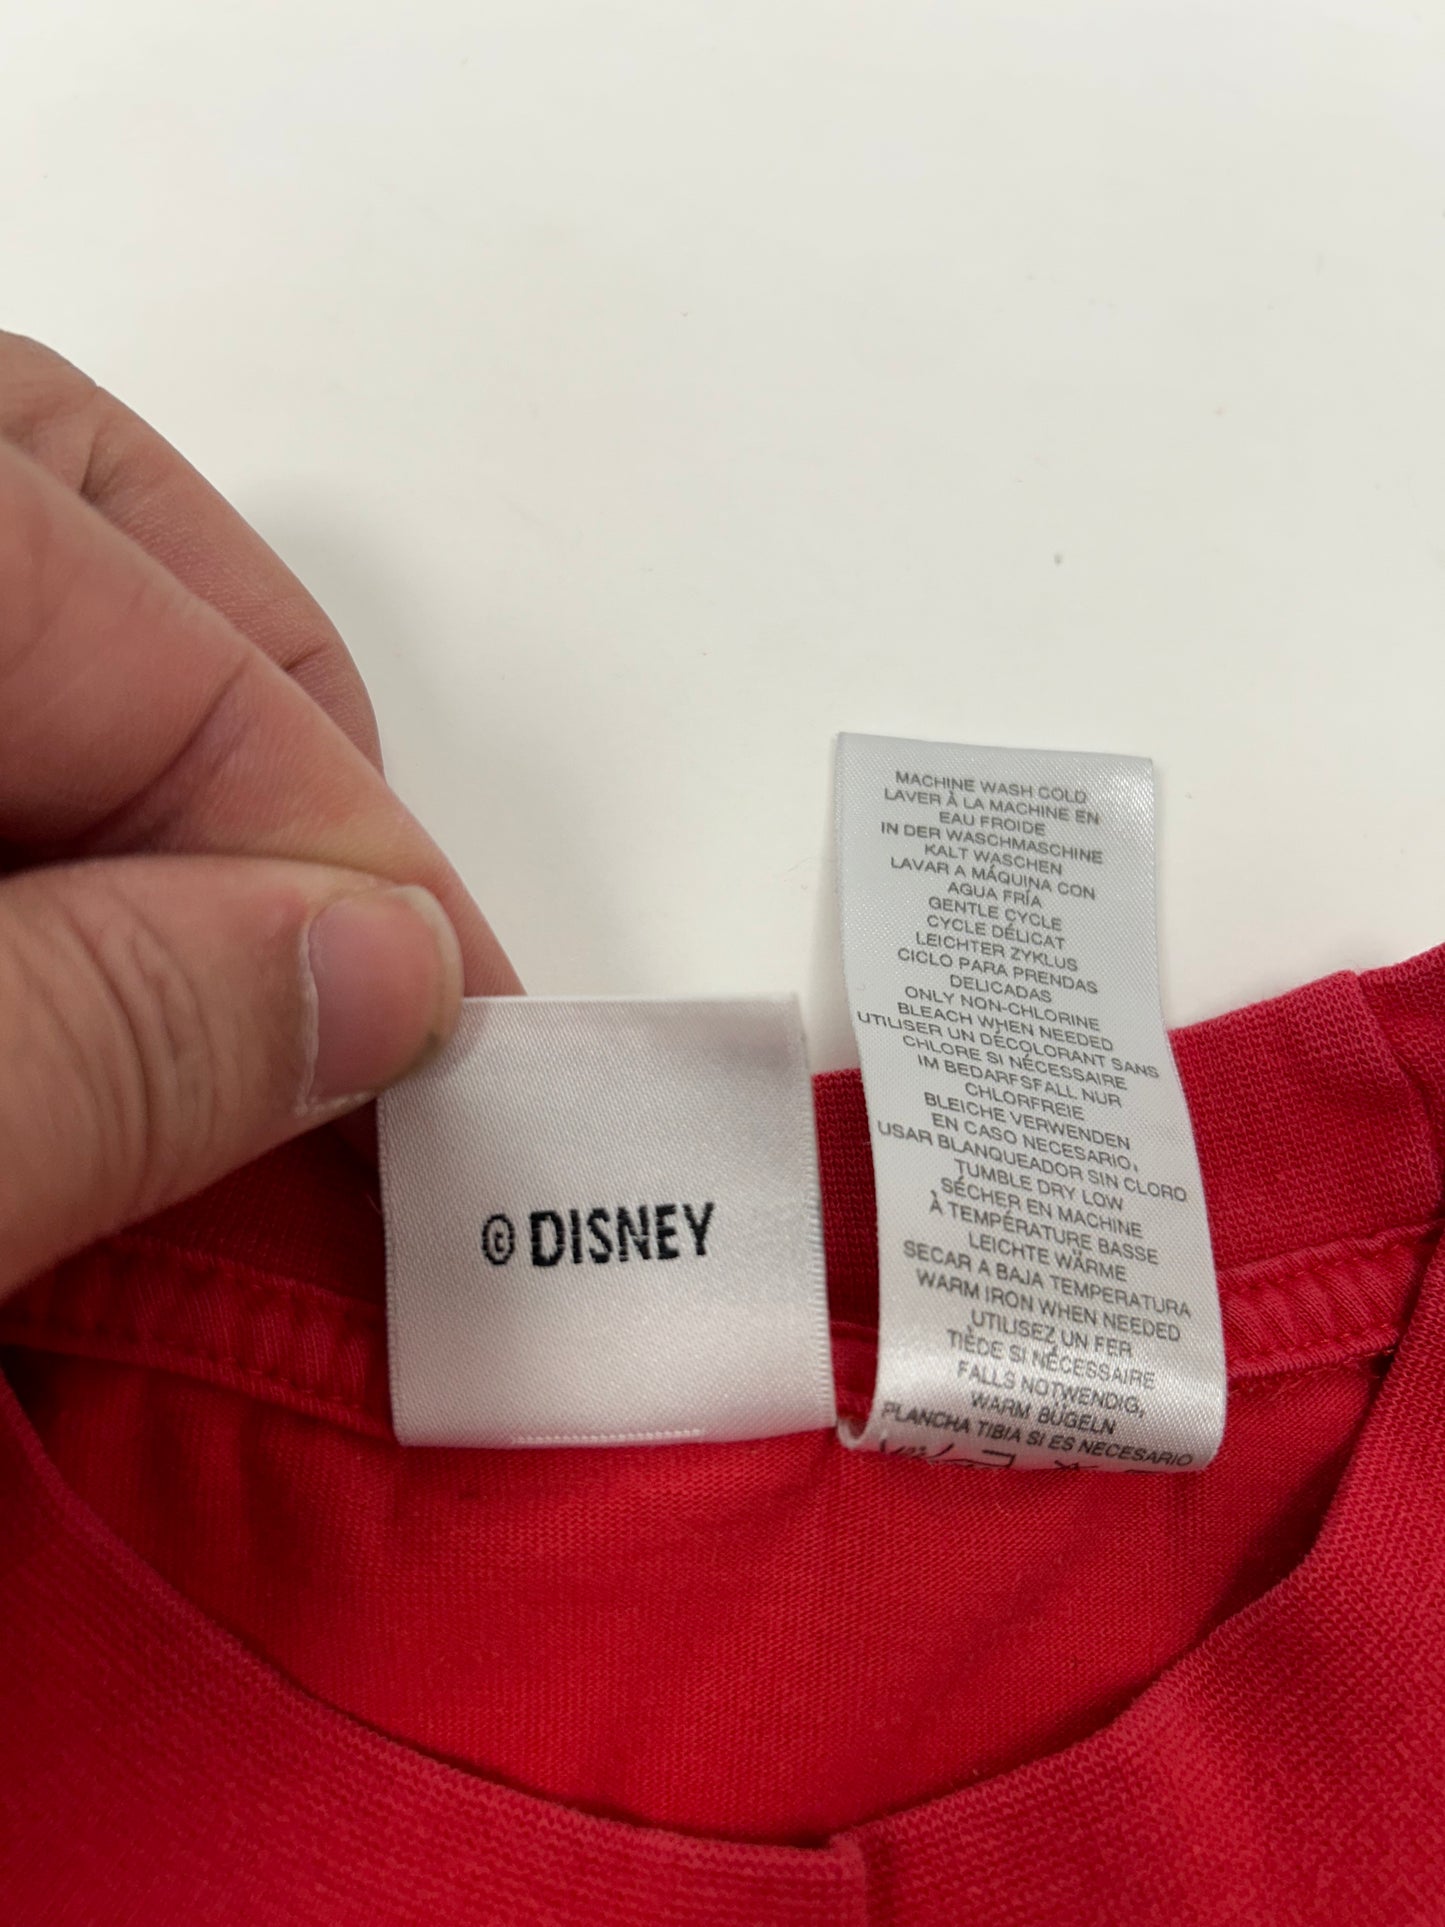 © DISNEY
MACHINE WASH COLD
LAVER À LA MACHINE EN
EAU FROIDE
IN DER WASCHMASCHINE
KALT WASCHEN
LAVAR A MÁQUINA CON
AGUA FRÍA
GENTLE CYCLE
CYCLE DÉLICAT
LEICHTER ZYKLUS
CICLO PARA PRENDAS
DELICADAS
ONLY NON-CHLORINE
BLEACH WHEN NEEDED
UTILISER UN DÉCOLORANT SANS
CHLORE SI NÉCESSAIRE
IM BEDARFSFALL NUR
CHLORFREIE
BLEICHE VERWENDEN
EN CASO NECESARIO,
USAR BLANQUEADOR SIN CLORO
TUMBLE DRY LOW
SÉCHER EN MACHINE
À TEMPÉRATURE BASSE
LEICHTE WÄRME
SECAR A BAJA TEMPERATURA
WARM IRON WHEN NEEDED
UTILISEZ UN FER
TIÈDE SI NÉCESSAIRE
FALLS NOTWENDIG,
WARM BÜGELN
PLANCHA TIBIA SI ES NECESARIO